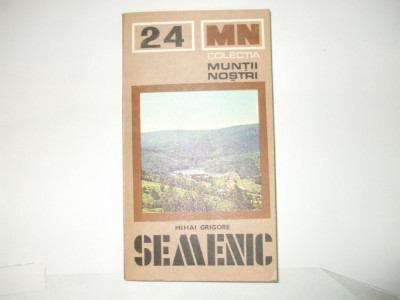 24 MN
COLECȚIA
MUNȚII
NOȘTRI
MIHAI GRIGORE
SEMENIC